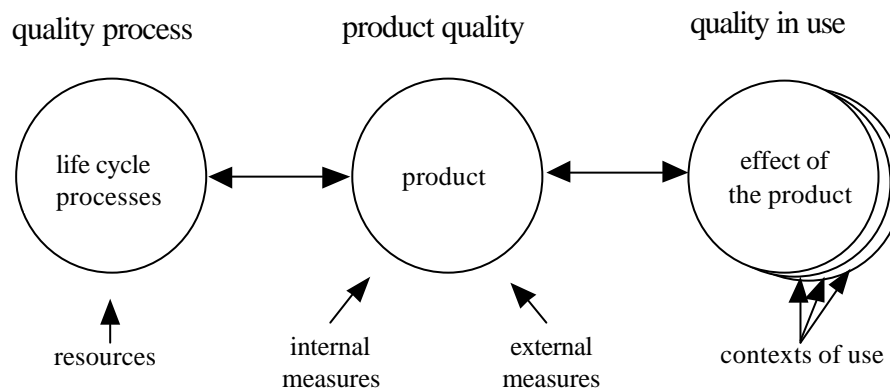 quality process
product quality
quality in use
life cycle
processes
product
effect of
the product
resources
internal
measures
external
measures
contexts of use